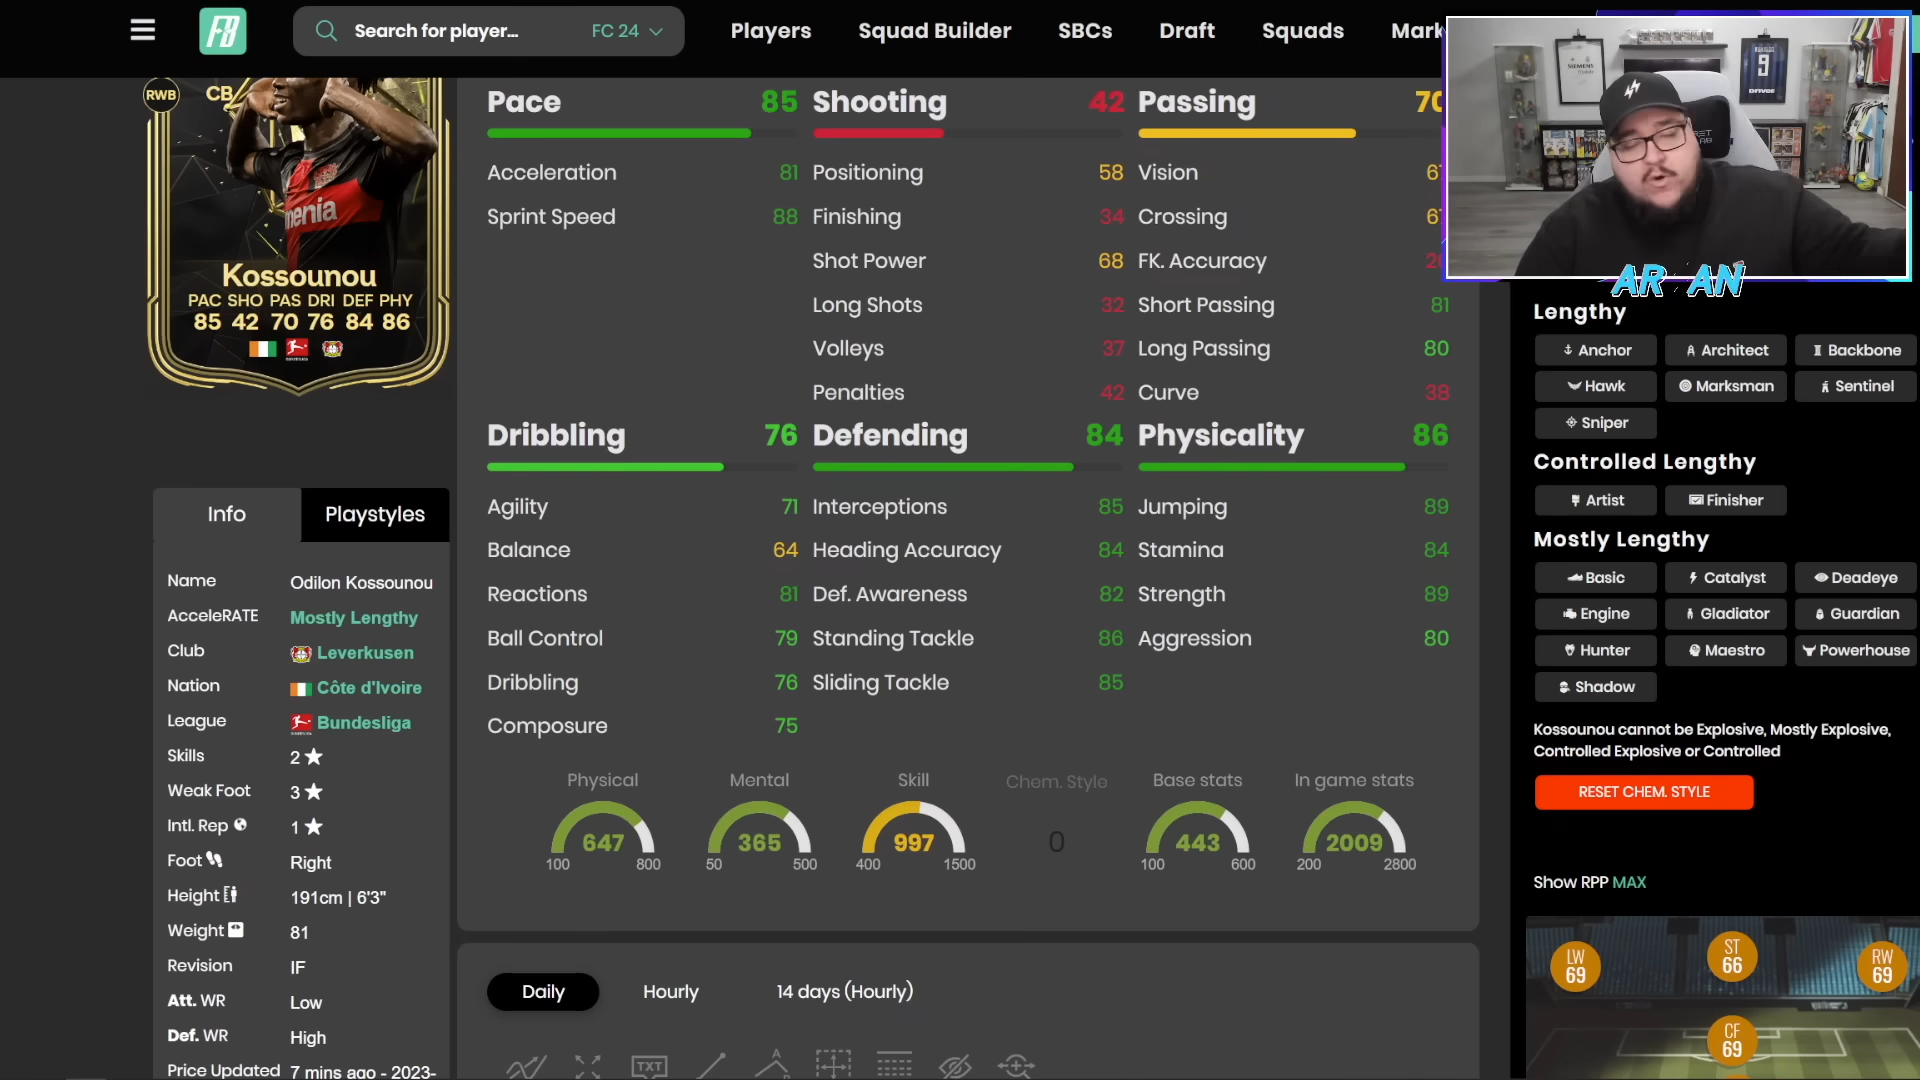 FB
Search for player...
FC 24
Players
Squad Builder
SBCs
Draft
Squads
Mark
SIEMENS
9
DRIVER
AR AN
RWB
CB
Kossounou
PAC SHO PAS DRI DEF PHY
85 42 70 76 84 86
Pace 85
Acceleration 81
Sprint Speed 88
Shooting 42
Positioning 58
Finishing 34
Shot Power 68
Long Shots 32
Volleys 37
Penalties 42
Passing 70
Vision
Crossing
FK. Accuracy
Short Passing 81
Long Passing 80
Curve 38
Dribbling 76
Agility 71
Balance 64
Reactions 81
Ball Control 79
Dribbling 76
Composure 75
Defending 84
Interceptions 85
Heading Accuracy 84
Def. Awareness 82
Standing Tackle 86
Sliding Tackle 85
Physicality 86
Jumping 89
Stamina 84
Strength 89
Aggression 80
Physical
647
100 800
Mental
365
50 500
Skill
997
400 1500
Chem. Style
0
Base stats
443
100 600
In game stats
2009
200 2800
Info
Playstyles
Name Odilon Kossounou
AcceleRATE Mostly Lengthy
Club Leverkusen
Nation Côte d'Ivoire
League Bundesliga
Skills 2
Weak Foot 3
Intl. Rep 1
Foot Right
Height 191cm | 6'3"
Weight 81
Revision IF
Att. WR Low
Def. WR High
Price Updated 7 mins ago - 2023-
Daily
Hourly
14 days (Hourly)
TXT
Lengthy
Anchor Architect Backbone
Hawk Marksman Sentinel
Sniper
Controlled Lengthy
Artist Finisher
Mostly Lengthy
Basic Catalyst Deadeye
Engine Gladiator Guardian
Hunter Maestro Powerhouse
Shadow
Kossounou cannot be Explosive, Mostly Explosive,
Controlled Explosive or Controlled
RESET CHEM. STYLE
Show RPP MAX
LW
69
ST
66
RW
69
CF
69